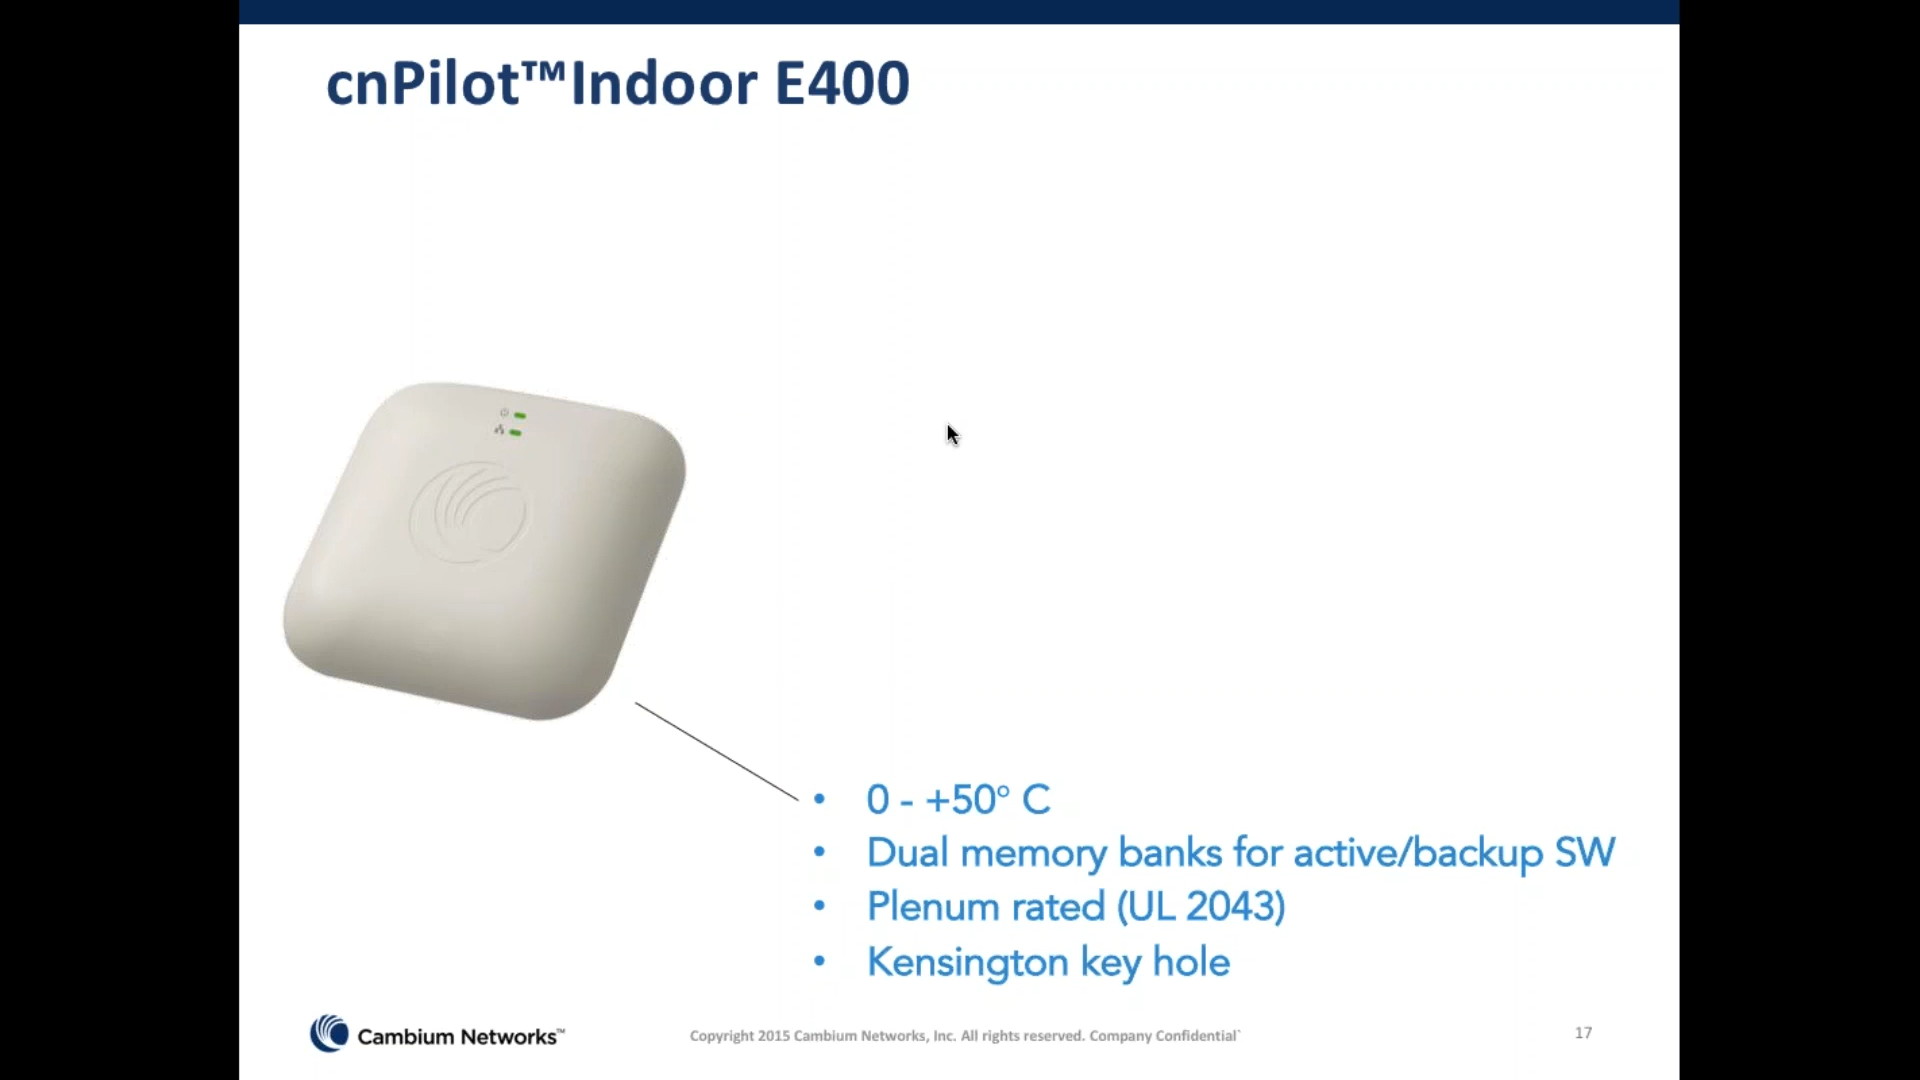 cnPilot™Indoor E400
• 0 - +50° C
• Dual memory banks for active/backup SW
• Plenum rated (UL 2043)
• Kensington key hole
Cambium Networks™
Copyright 2015 Cambium Networks, Inc. All rights reserved. Company Confidential`
17